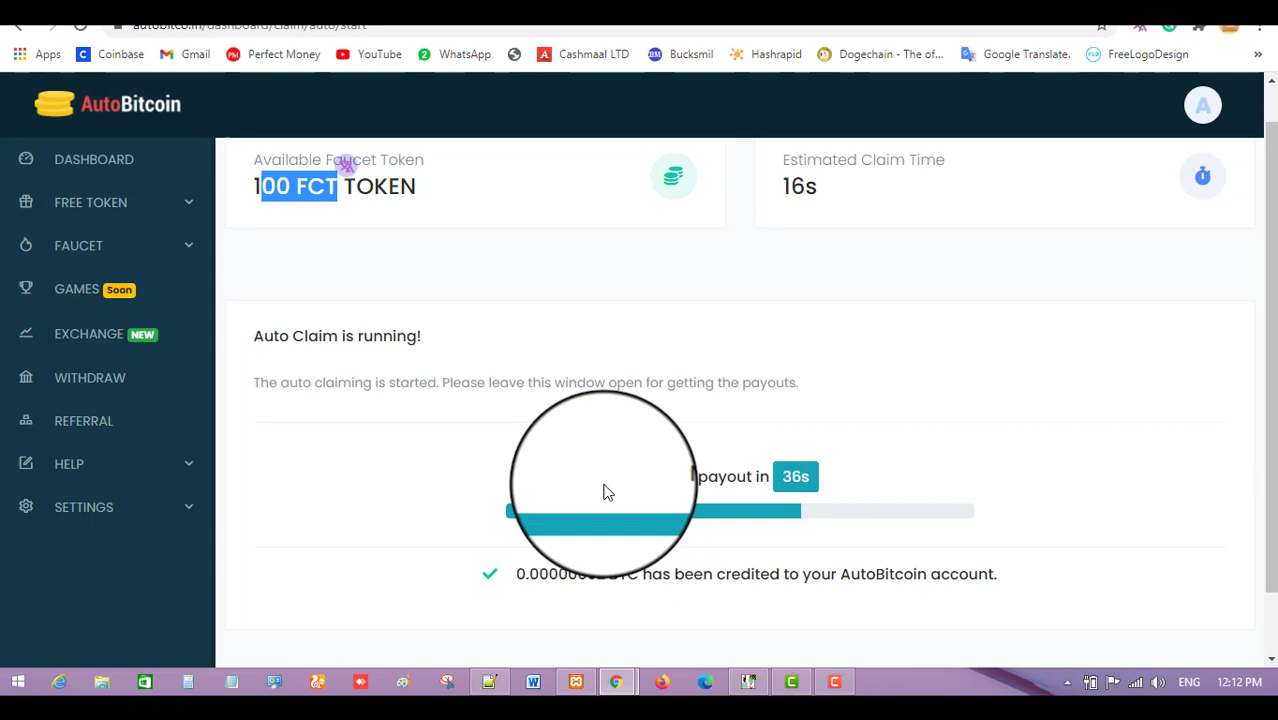 Apps Coinbase Gmail Perfect Money YouTube WhatsApp Cashmaal LTD Bucksmil Hashrapid Dogechain - The of... Google Translate. FreeLogoDesign »
AutoBitcoin A
DASHBOARD
FREE TOKEN
FAUCET
GAMES Soon
EXCHANGE NEW
WITHDRAW
REFERRAL
HELP
SETTINGS
Available Faucet Token
100 FCT TOKEN
Estimated Claim Time
16s
Auto Claim is running!
The auto claiming is started. Please leave this window open for getting the payouts.
payout in 36s
has been credited to your AutoBitcoin account.
ENG 12:12 PM